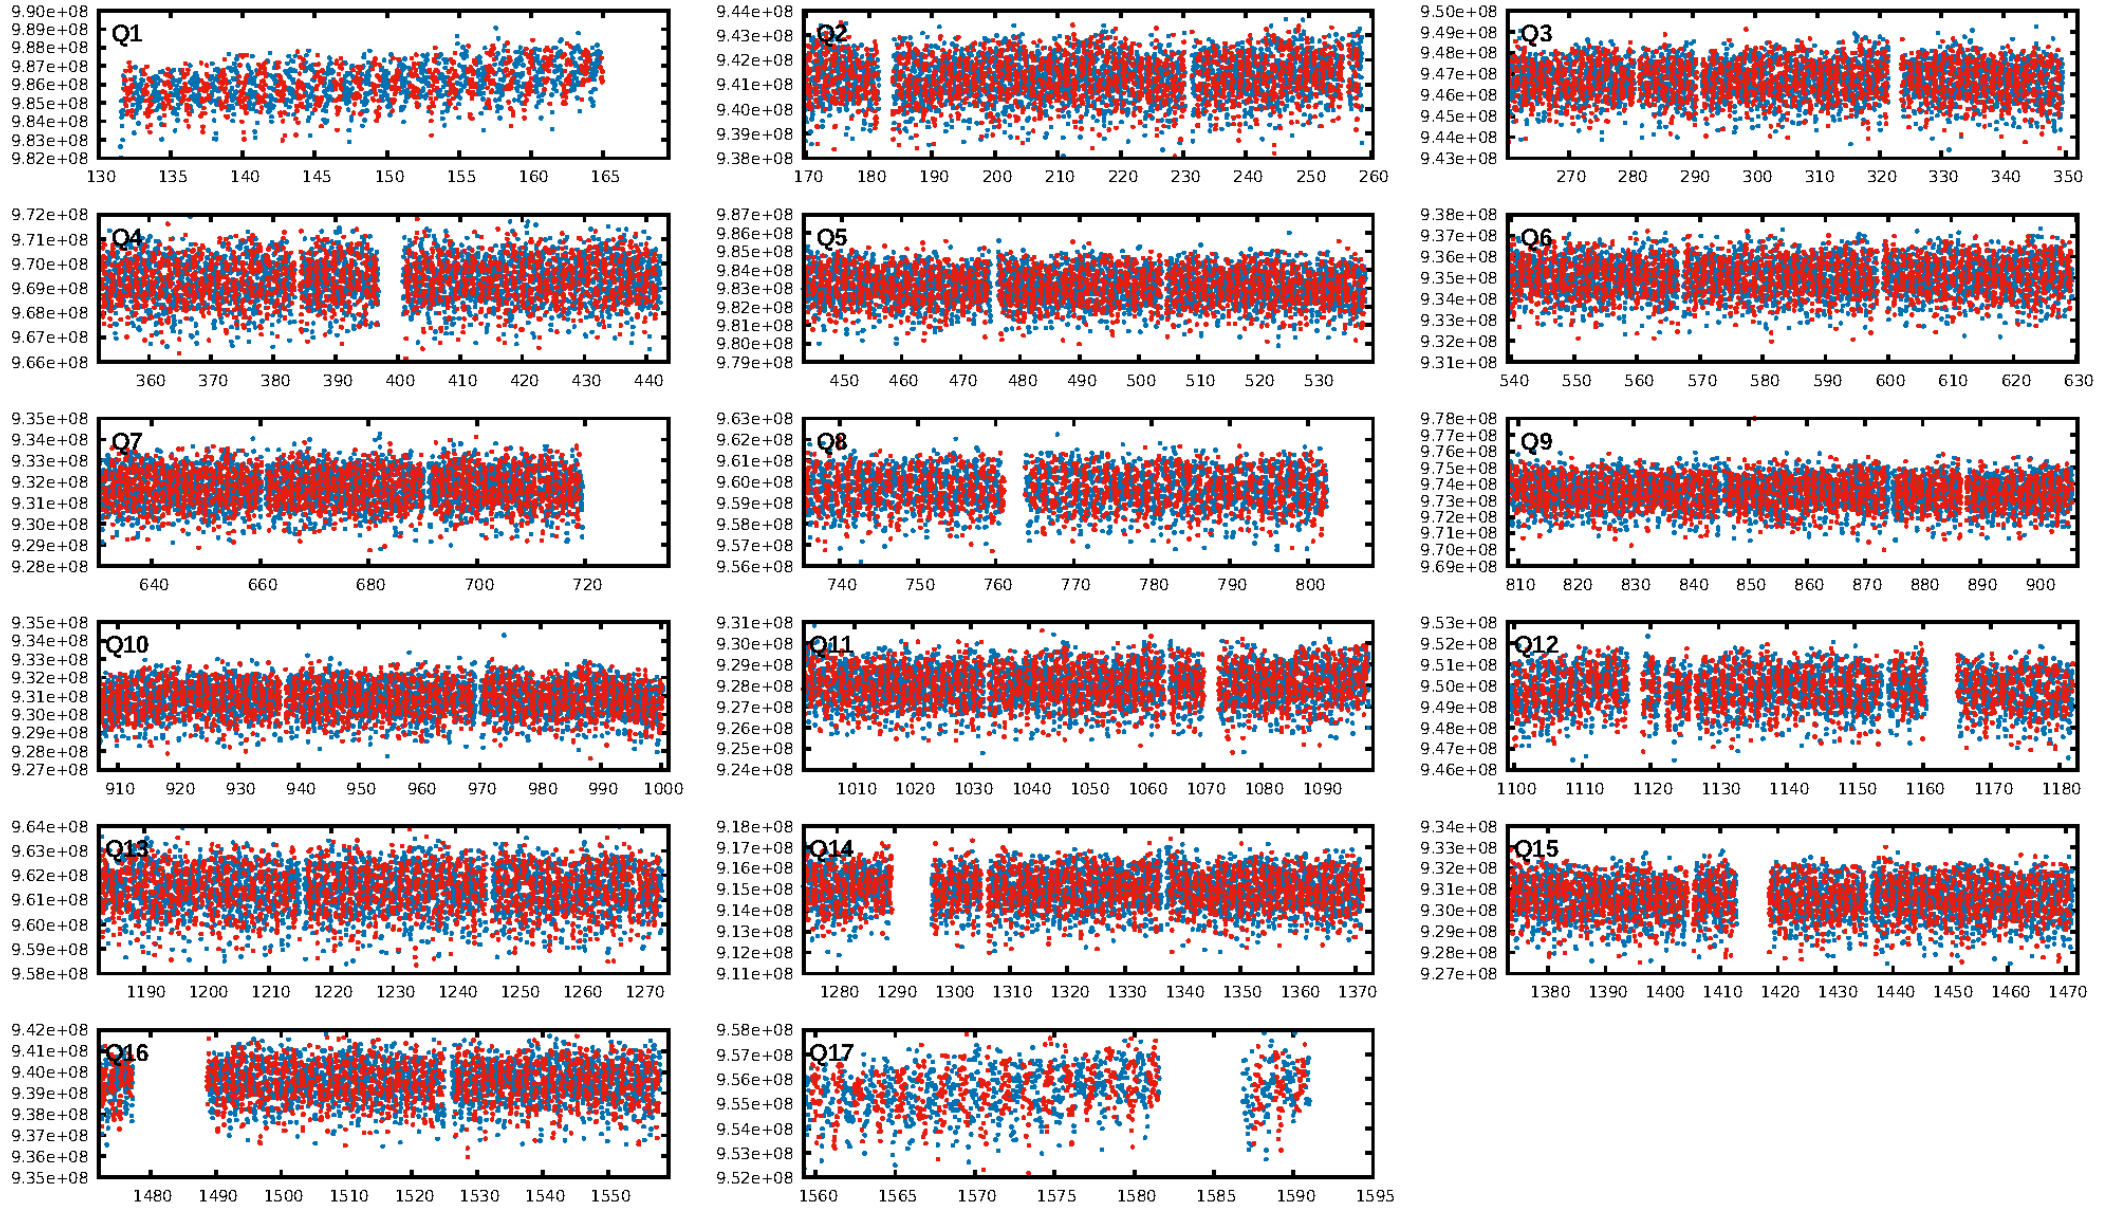 Q1
9.90e+08
9.89e+08
9.88e+08
9.87e+08
9.86e+08
9.85e+08
9.84e+08
9.83e+08
9.82e+08
130 135 140 145 150 155 160 165
Q2
9.44e+08
9.43e+08
9.42e+08
9.41e+08
9.40e+08
9.39e+08
9.38e+08
170 180 190 200 210 220 230 240 250 260
Q3
9.50e+08
9.49e+08
9.48e+08
9.47e+08
9.46e+08
9.45e+08
9.44e+08
9.43e+08
270 280 290 300 310 320 330 340 350
Q4
9.72e+08
9.71e+08
9.70e+08
9.69e+08
9.68e+08
9.67e+08
9.66e+08
360 370 380 390 400 410 420 430 440
Q5
9.87e+08
9.86e+08
9.85e+08
9.84e+08
9.83e+08
9.82e+08
9.81e+08
9.80e+08
9.79e+08
450 460 470 480 490 500 510 520 530
Q6
9.38e+08
9.37e+08
9.36e+08
9.35e+08
9.34e+08
9.33e+08
9.32e+08
9.31e+08
540 550 560 570 580 590 600 610 620 630
Q7
9.35e+08
9.34e+08
9.33e+08
9.32e+08
9.31e+08
9.30e+08
9.29e+08
9.28e+08
640 660 680 700 720
Q8
9.63e+08
9.62e+08
9.61e+08
9.60e+08
9.59e+08
9.58e+08
9.57e+08
9.56e+08
740 750 760 770 780 790 800
Q9
9.78e+08
9.77e+08
9.76e+08
9.75e+08
9.74e+08
9.73e+08
9.72e+08
9.71e+08
9.70e+08
9.69e+08
810 820 830 840 850 860 870 880 890 900
Q10
9.35e+08
9.34e+08
9.33e+08
9.32e+08
9.31e+08
9.30e+08
9.29e+08
9.28e+08
9.27e+08
910 920 930 940 950 960 970 980 990 1000
Q11
9.31e+08
9.30e+08
9.29e+08
9.28e+08
9.27e+08
9.26e+08
9.25e+08
9.24e+08
1010 1020 1030 1040 1050 1060 1070 1080 1090
Q12
9.53e+08
9.52e+08
9.51e+08
9.50e+08
9.49e+08
9.48e+08
9.47e+08
9.46e+08
1100 1110 1120 1130 1140 1150 1160 1170 1180
Q13
9.64e+08
9.63e+08
9.62e+08
9.61e+08
9.60e+08
9.59e+08
9.58e+08
1190 1200 1210 1220 1230 1240 1250 1260 1270
Q14
9.18e+08
9.17e+08
9.16e+08
9.15e+08
9.14e+08
9.13e+08
9.12e+08
9.11e+08
1280 1290 1300 1310 1320 1330 1340 1350 1360 1370
Q15
9.34e+08
9.33e+08
9.32e+08
9.31e+08
9.30e+08
9.29e+08
9.28e+08
9.27e+08
1380 1390 1400 1410 1420 1430 1440 1450 1460 1470
Q16
9.42e+08
9.41e+08
9.40e+08
9.39e+08
9.38e+08
9.37e+08
9.36e+08
9.35e+08
1480 1490 1500 1510 1520 1530 1540 1550
Q17
9.58e+08
9.57e+08
9.56e+08
9.55e+08
9.54e+08
9.53e+08
9.52e+08
1560 1565 1570 1575 1580 1585 1590 1595